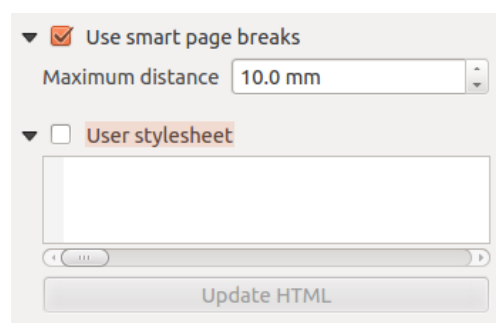 Use smart page breaks
Maximum distance 10.0 mm
User stylesheet
Update HTML